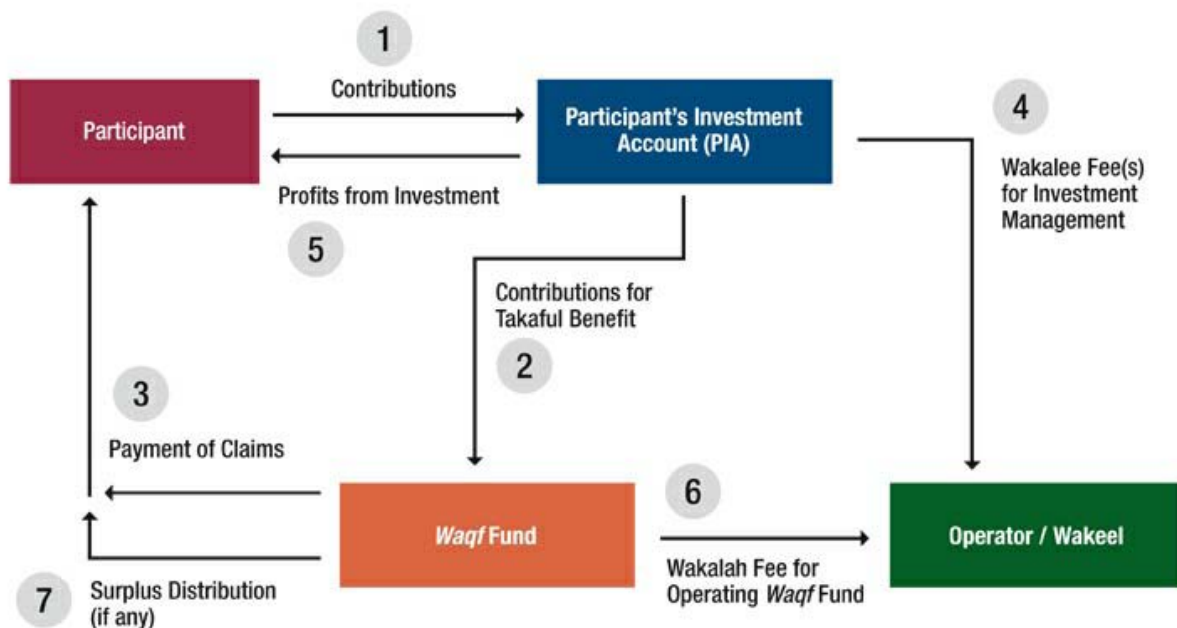 1
Contributions
Participant
Participant's Investment
Account (PIA)
4
Wakalee Fee(s)
for Investment
Management
Profits from Investment
5
Contributions for
Takaful Benefit
2
3
Payment of Claims
Waqf Fund
6
Wakalah Fee for
Operating Waqf Fund
Operator / Wakeel
7
Surplus Distribution
(if any)